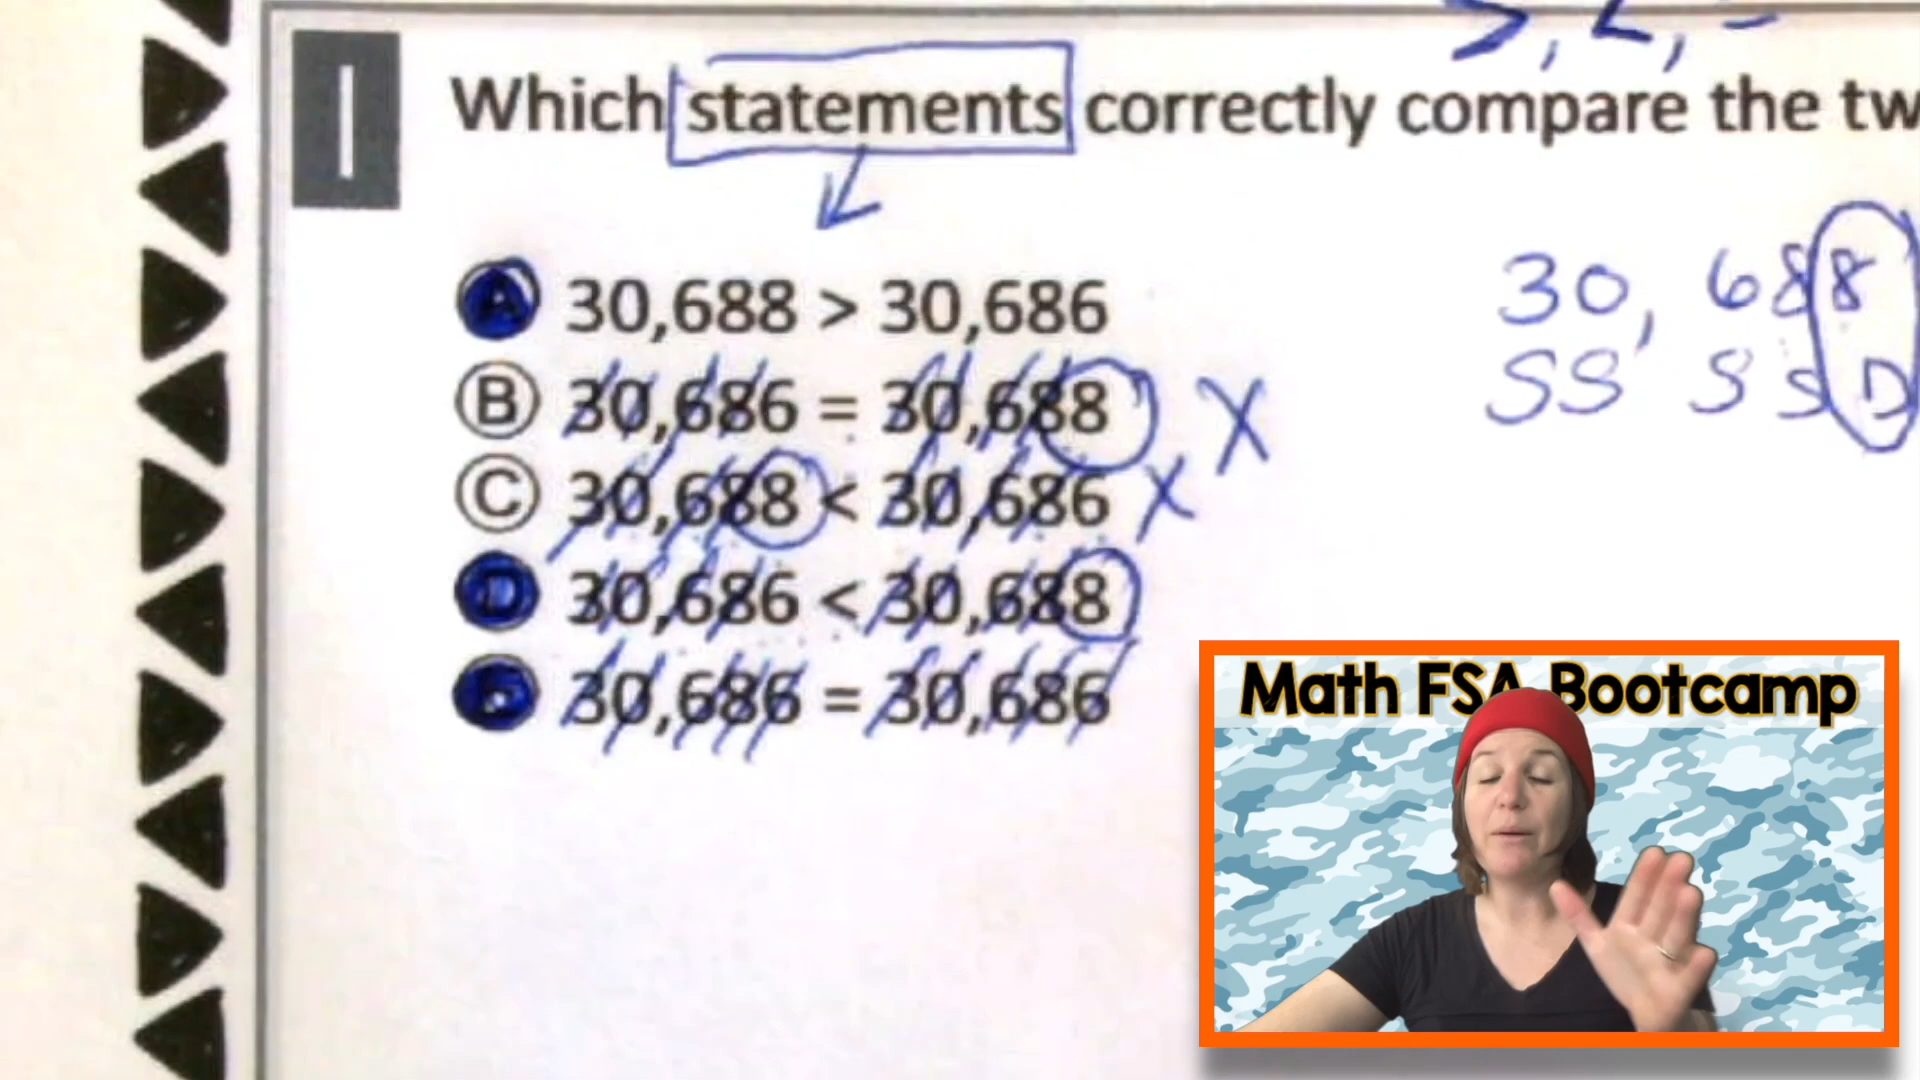 1
Which statements correctly compare the tw
A 30,688 > 30,686
B 30,686 = 30,688 X
C 30,688 < 30,686 X
D 30,686 < 30,688
30,686 = 30,686
30, 688
SS SSD
Math FSA Bootcamp